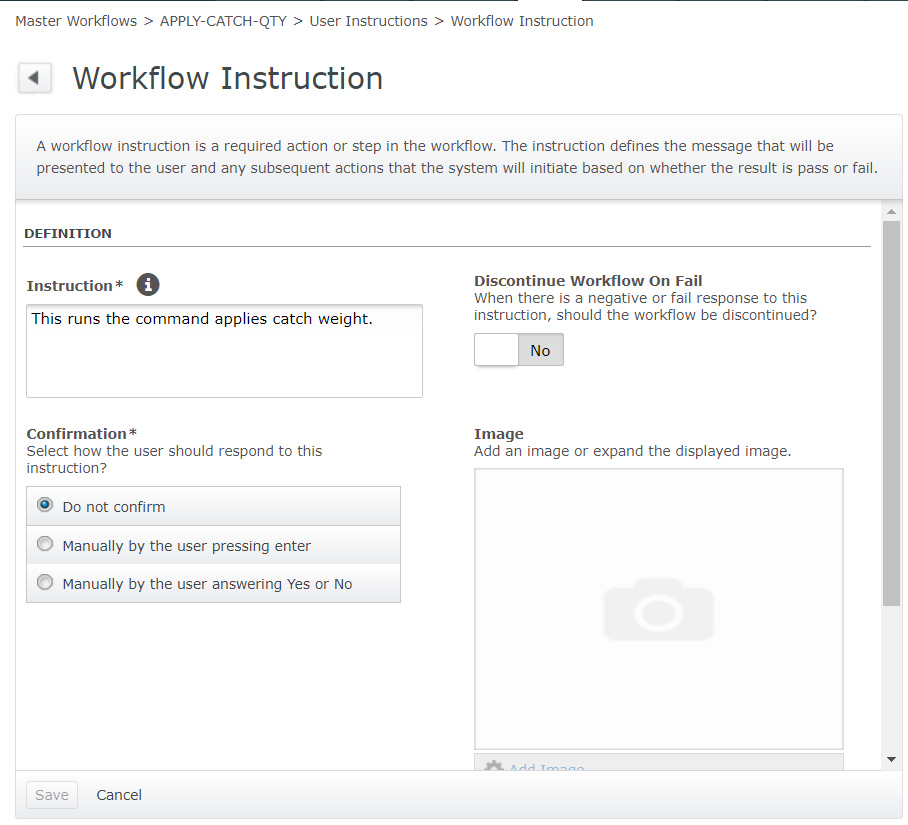 Master Workflows > APPLY-CATCH-QTY > User Instructions > Workflow Instruction
Workflow Instruction
A workflow instruction is a required action or step in the workflow. The instruction defines the message that will be
presented to the user and any subsequent actions that the system will initiate based on whether the result is pass or fail.
DEFINITION
Instruction*
This runs the command applies catch weight.
Discontinue Workflow On Fail
When there is a negative or fail response to this
instruction, should the workflow be discontinued?
No
Confirmation*
Select how the user should respond to this
instruction?
Do not confirm
Manually by the user pressing enter
Manually by the user answering Yes or No
Image
Add an image or expand the displayed image.
Add Image
Save Cancel